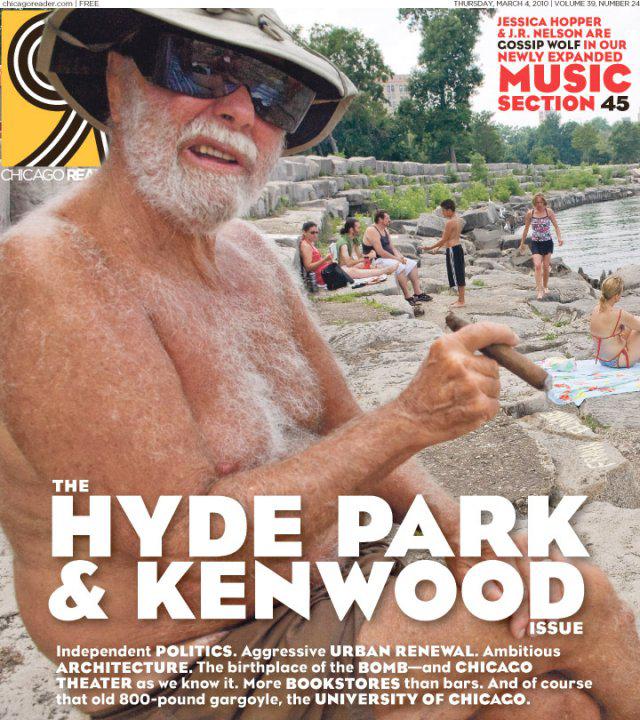 chicagoreader.com | FREE
THURSDAY, MARCH 4, 2010 | VOLUME 39, NUMBER 24
JESSICA HOPPER
& J.R. NELSON ARE
GOSSIP WOLF IN OUR
NEWLY EXPANDED
MUSIC
SECTION 45
CHICAGO REA
THE
HYDE PARK
& KENWOOD
ISSUE
Independent POLITICS. Aggressive URBAN RENEWAL. Ambitious
ARCHITECTURE. The birthplace of the BOMB—and CHICAGO
THEATER as we know it. More BOOKSTORES than bars. And of course
that old 800-pound gargoyle, the UNIVERSITY OF CHICAGO.